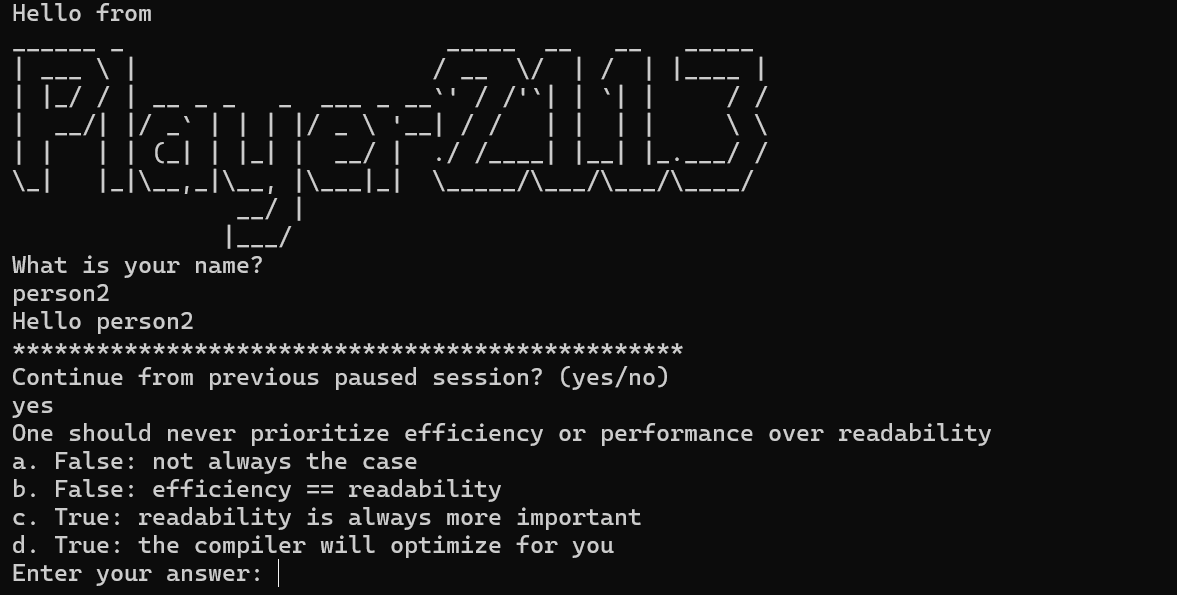 Hello from
Player2113
What is your name?
person2
Hello person2
************************************************
Continue from previous paused session? (yes/no)
yes
One should never prioritize efficiency or performance over readability
a. False: not always the case
b. False: efficiency == readability
c. True: readability is always more important
d. True: the compiler will optimize for you
Enter your answer: